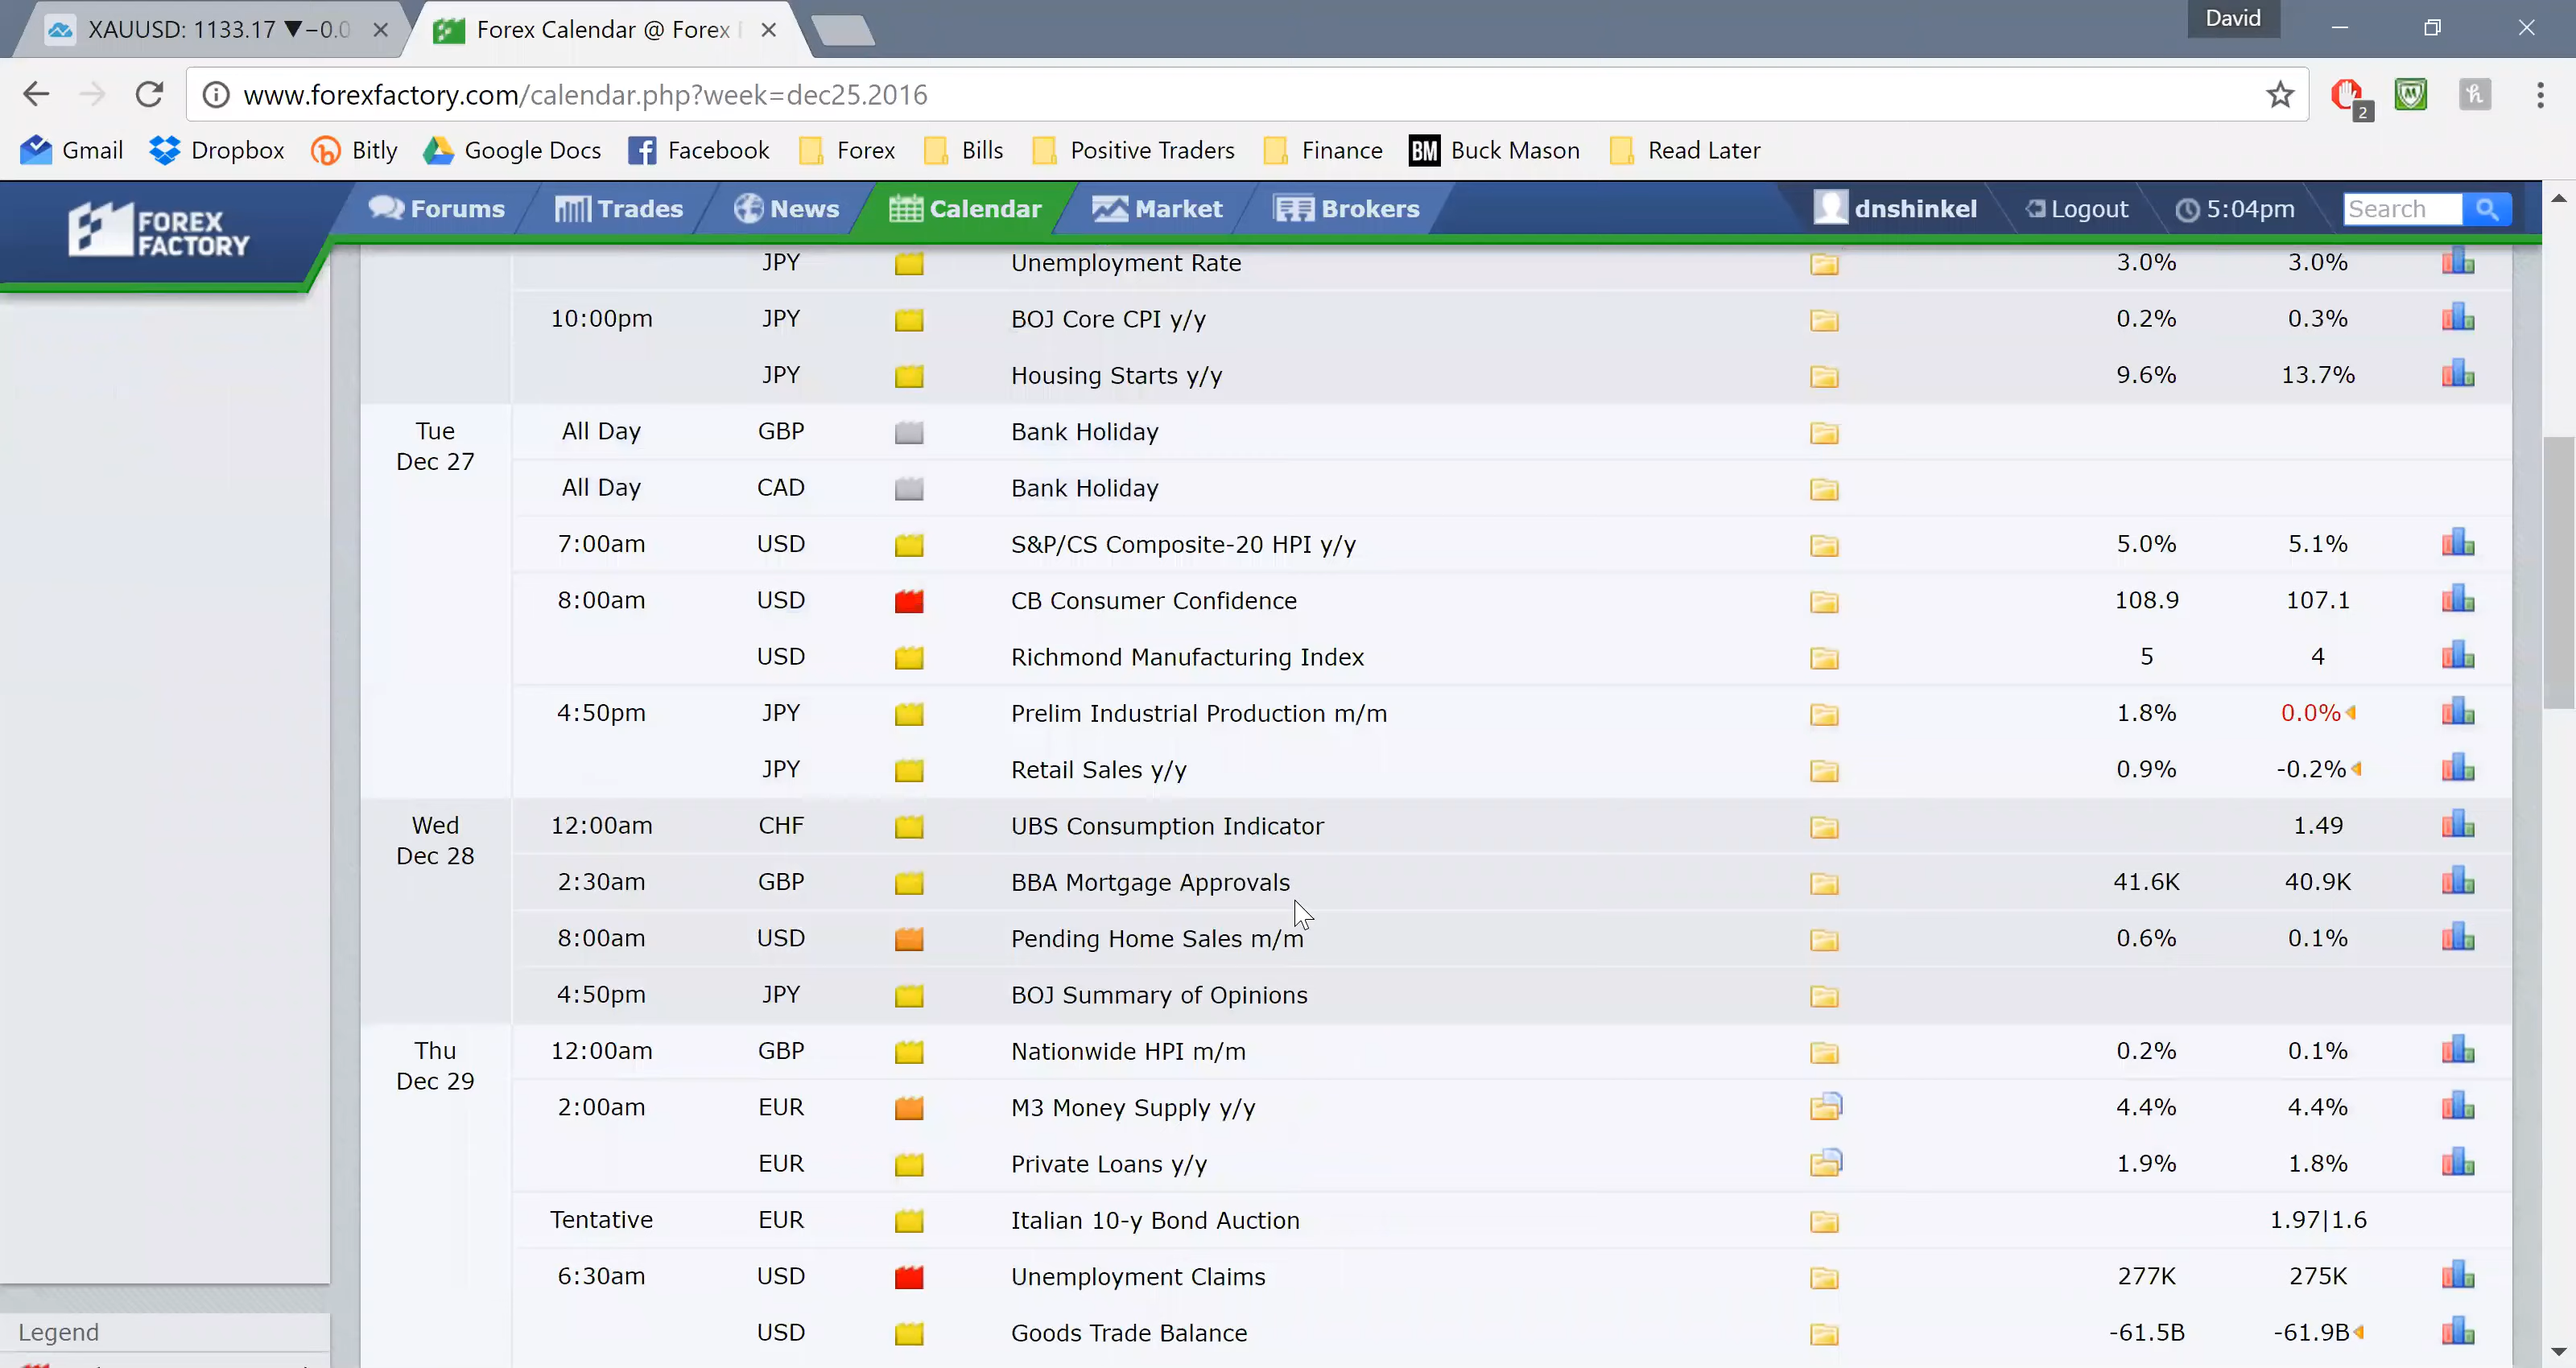 XAUUSD: 1133.17 ▼−0.0
Forex Calendar @ Forex
David
www.forexfactory.com/calendar.php?week=dec25.2016
2
Gmail Dropbox Bitly Google Docs Facebook Forex Bills Positive Traders Finance BM Buck Mason Read Later
FOREX
FACTORY
Forums Trades News Calendar Market Brokers dnshinkel Logout 5:04pm Search
JPY Unemployment Rate 3.0% 3.0%
10:00pm JPY BOJ Core CPI y/y 0.2% 0.3%
JPY Housing Starts y/y 9.6% 13.7%
Tue
Dec 27
All Day GBP Bank Holiday
All Day CAD Bank Holiday
7:00am USD S&P/CS Composite-20 HPI y/y 5.0% 5.1%
8:00am USD CB Consumer Confidence 108.9 107.1
USD Richmond Manufacturing Index 5 4
4:50pm JPY Prelim Industrial Production m/m 1.8% 0.0%
JPY Retail Sales y/y 0.9% -0.2%
Wed
Dec 28
12:00am CHF UBS Consumption Indicator 1.49
2:30am GBP BBA Mortgage Approvals 41.6K 40.9K
8:00am USD Pending Home Sales m/m 0.6% 0.1%
4:50pm JPY BOJ Summary of Opinions
Thu
Dec 29
12:00am GBP Nationwide HPI m/m 0.2% 0.1%
2:00am EUR M3 Money Supply y/y 4.4% 4.4%
EUR Private Loans y/y 1.9% 1.8%
Tentative EUR Italian 10-y Bond Auction 1.97|1.6
6:30am USD Unemployment Claims 277K 275K
USD Goods Trade Balance -61.5B -61.9B
Legend